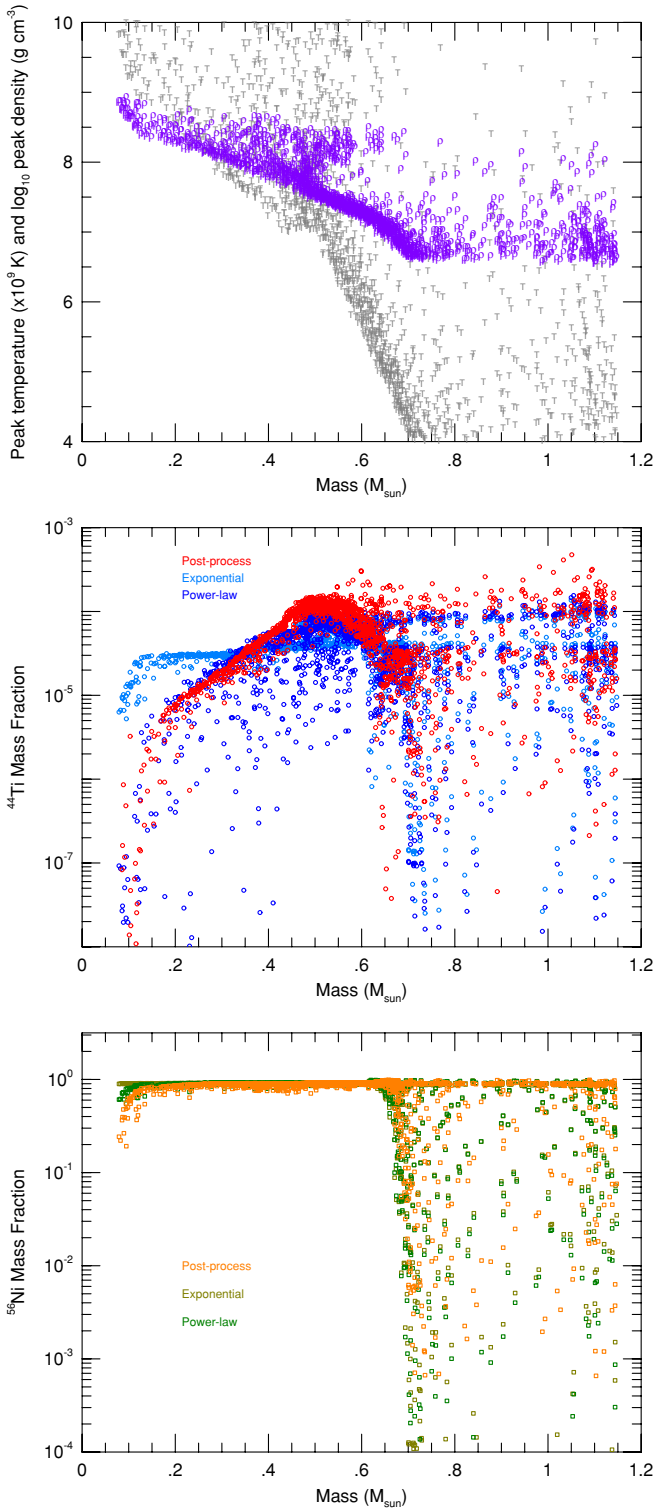 Peak temperature (x10⁹ K) and log₁₀ peak density (g cm⁻³)
10
8
6
4
0
.2
.4
.6
.8
1
1.2
Mass (M_sun)
⁴⁴Ti Mass Fraction
10⁻³
10⁻⁵
10⁻⁷
Post-process
Exponential
Power-law
0
.2
.4
.6
.8
1
1.2
Mass (M_sun)
⁵⁶Ni Mass Fraction
10⁰
10⁻¹
10⁻²
10⁻³
10⁻⁴
Post-process
Exponential
Power-law
0
.2
.4
.6
.8
1
1.2
Mass (M_sun)